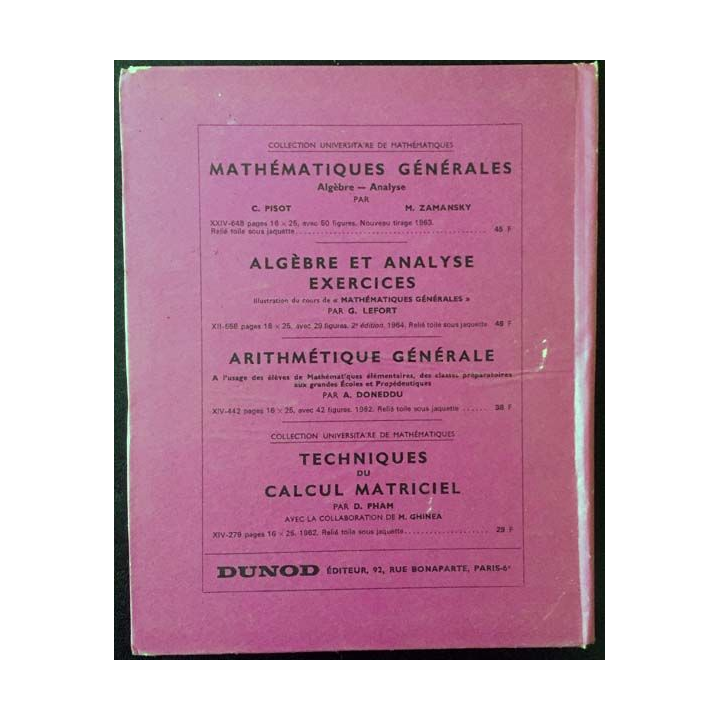 COLLECTION UNIVERSITAIRE DE MATHÉMATIQUES
MATHÉMATIQUES GÉNÉRALES
Algèbre — Analyse
PAR
C. PISOT M. ZAMANSKY
XXIV-648 pages 16 × 25, avec 50 figures. Nouveau tirage 1963.
Relié toile sous jaquette 45 F
ALGÈBRE ET ANALYSE
EXERCICES
Illustration du cours de « MATHÉMATIQUES GÉNÉRALES »
PAR G. LEFORT
XII-556 pages 16 × 25, avec 29 figures. 2e édition. 1964. Relié toile sous jaquette 48 F
ARITHMÉTIQUE GÉNÉRALE
A l'usage des élèves de Mathématiques élémentaires, des classes préparatoires
aux grandes Écoles et Propédeutiques
PAR A. DONEDDU
XIV-442 pages 16 × 25, avec 42 figures. 1962. Relié toile sous jaquette ...... 38 F
COLLECTION UNIVERSITAIRE DE MATHÉMATIQUES
TECHNIQUES
DU
CALCUL MATRICIEL
PAR D. PHAM
AVEC LA COLLABORATION DE M. GHINEA
XIV-279 pages 16 × 25. 1962. Relié toile sous jaquette 29 F
DUNOD ÉDITEUR, 92, RUE BONAPARTE, PARIS-6e